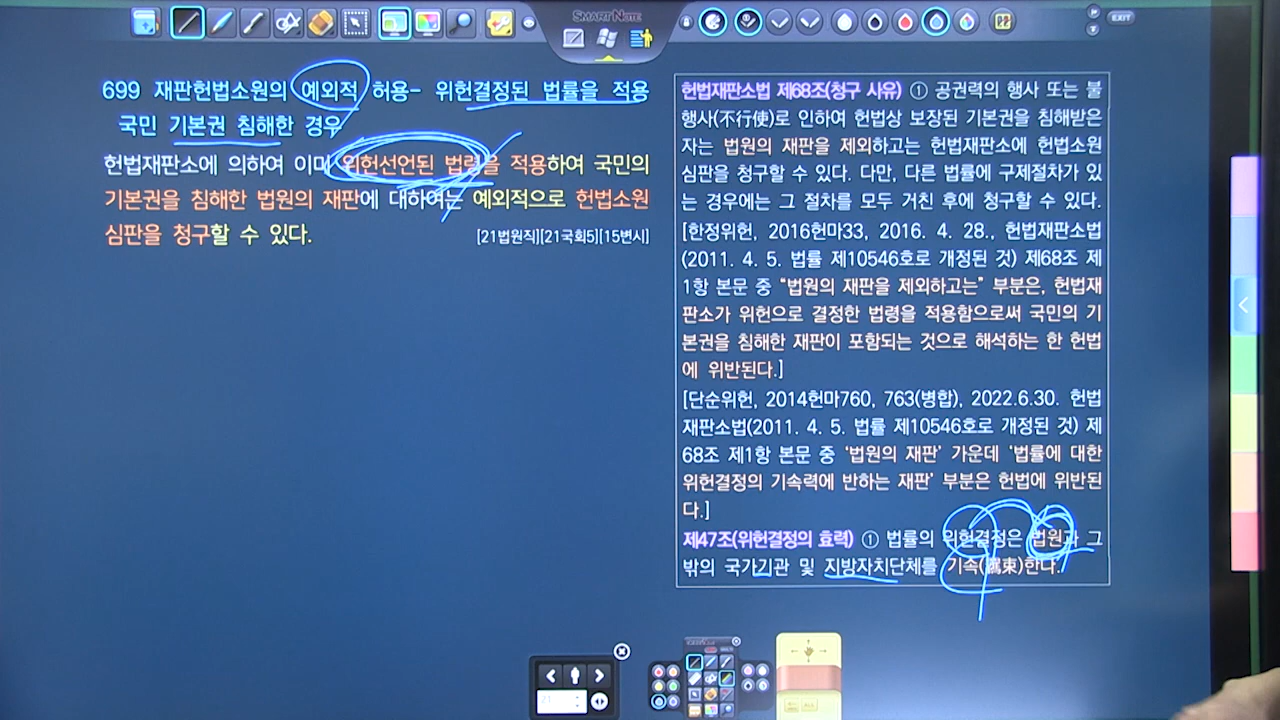 SMART NOTE
EXIT
699 재판헌법소원의 예외적 허용- 위헌결정된 법률을 적용
국민 기본권 침해한 경우
헌법재판소에 의하여 이미 위헌선언된 법령을 적용하여 국민의
기본권을 침해한 법원의 재판에 대하여는 예외적으로 헌법소원
심판을 청구할 수 있다.
[21법원직][21국회5][15변시]
헌법재판소법 제68조(청구 사유) ① 공권력의 행사 또는 불
행사(不行使)로 인하여 헌법상 보장된 기본권을 침해받은
자는 법원의 재판을 제외하고는 헌법재판소에 헌법소원
심판을 청구할 수 있다. 다만, 다른 법률에 구제절차가 있
는 경우에는 그 절차를 모두 거친 후에 청구할 수 있다.
[한정위헌, 2016헌마33, 2016. 4. 28., 헌법재판소법
(2011. 4. 5. 법률 제10546호로 개정된 것) 제68조 제
1항 본문 중 “법원의 재판을 제외하고는” 부분은, 헌법재
판소가 위헌으로 결정한 법령을 적용함으로써 국민의 기
본권을 침해한 재판이 포함되는 것으로 해석하는 한 헌법
에 위반된다.]
[단순위헌, 2014헌마760, 763(병합), 2022.6.30. 헌법
재판소법(2011. 4. 5. 법률 제10546호로 개정된 것) 제
68조 제1항 본문 중 ‘법원의 재판’ 가운데 ‘법률에 대한
위헌결정의 기속력에 반하는 재판’ 부분은 헌법에 위반된
다.]
제47조(위헌결정의 효력) ① 법률의 위헌결정은 법원과 그
밖의 국가기관 및 지방자치단체를 기속(羈束)한다.